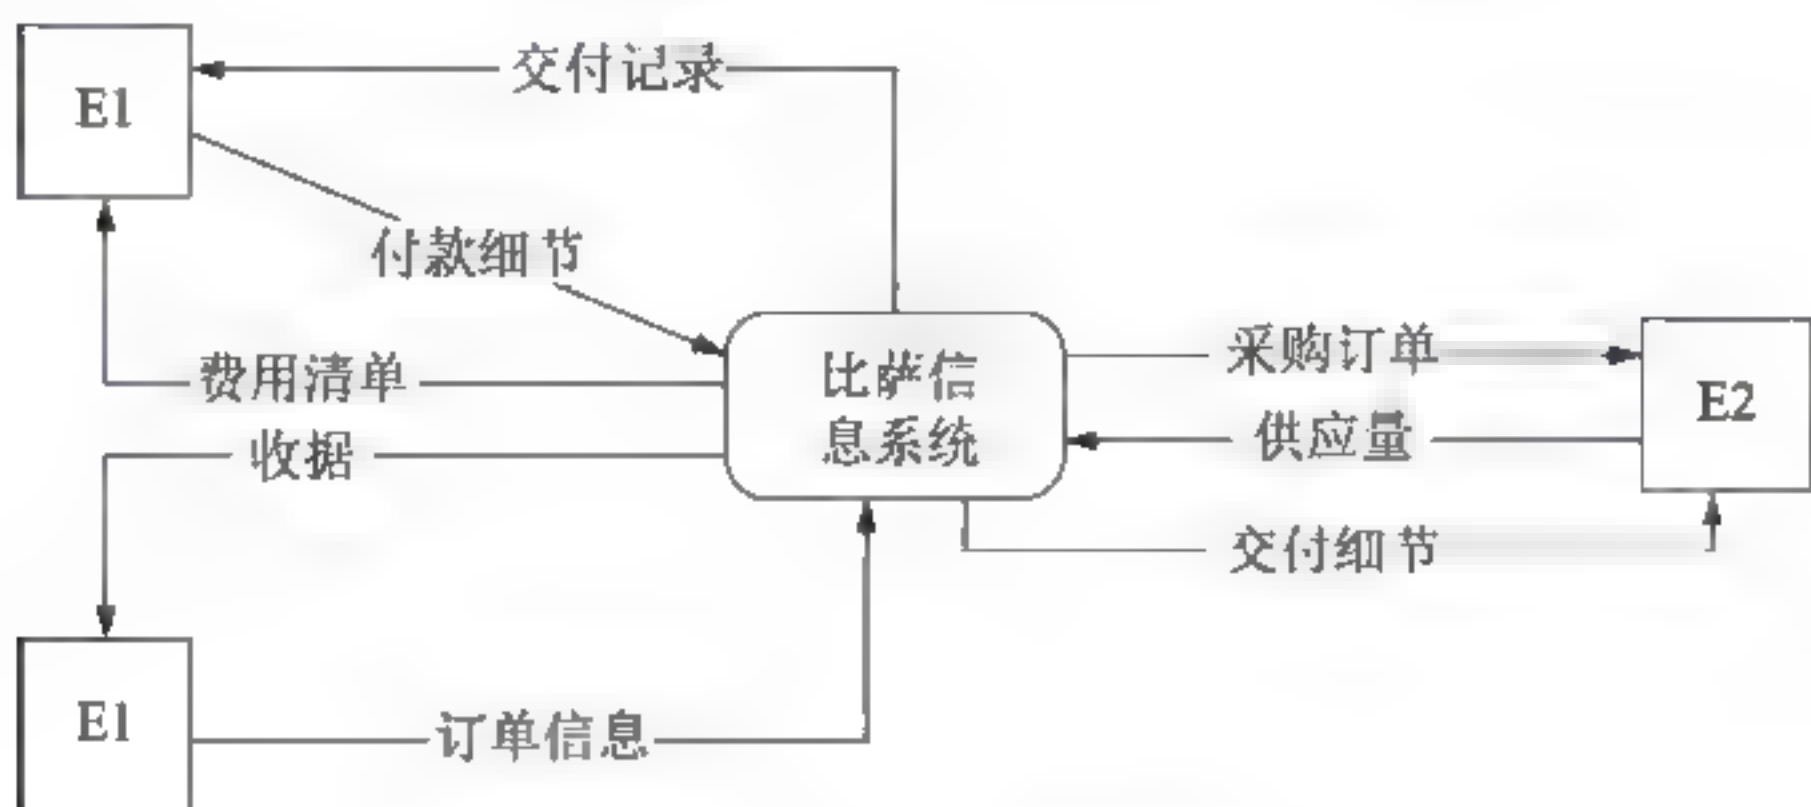 交付记录
E1
付款细节
费用清单
收据
比萨信
息系统
采购订单
供应量
E2
交付细节
E1
订单信息